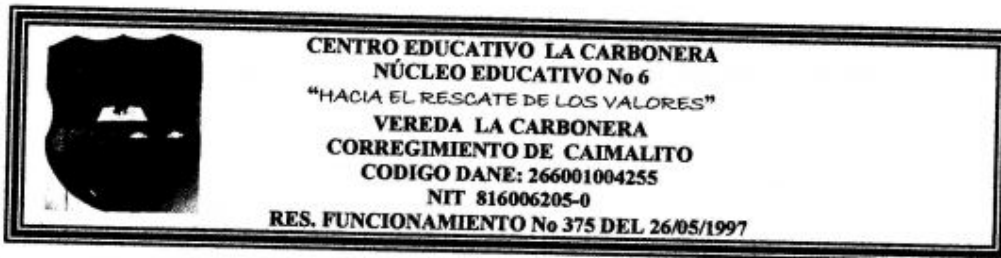 CENTRO EDUCATIVO LA CARBONERA
NÚCLEO EDUCATIVO No 6
“HACIA EL RESCATE DE LOS VALORES”
VEREDA LA CARBONERA
CORREGIMIENTO DE CAIMALITO
CODIGO DANE: 266001004255
NIT 816006205-0
RES. FUNCIONAMIENTO No 375 DEL 26/05/1997